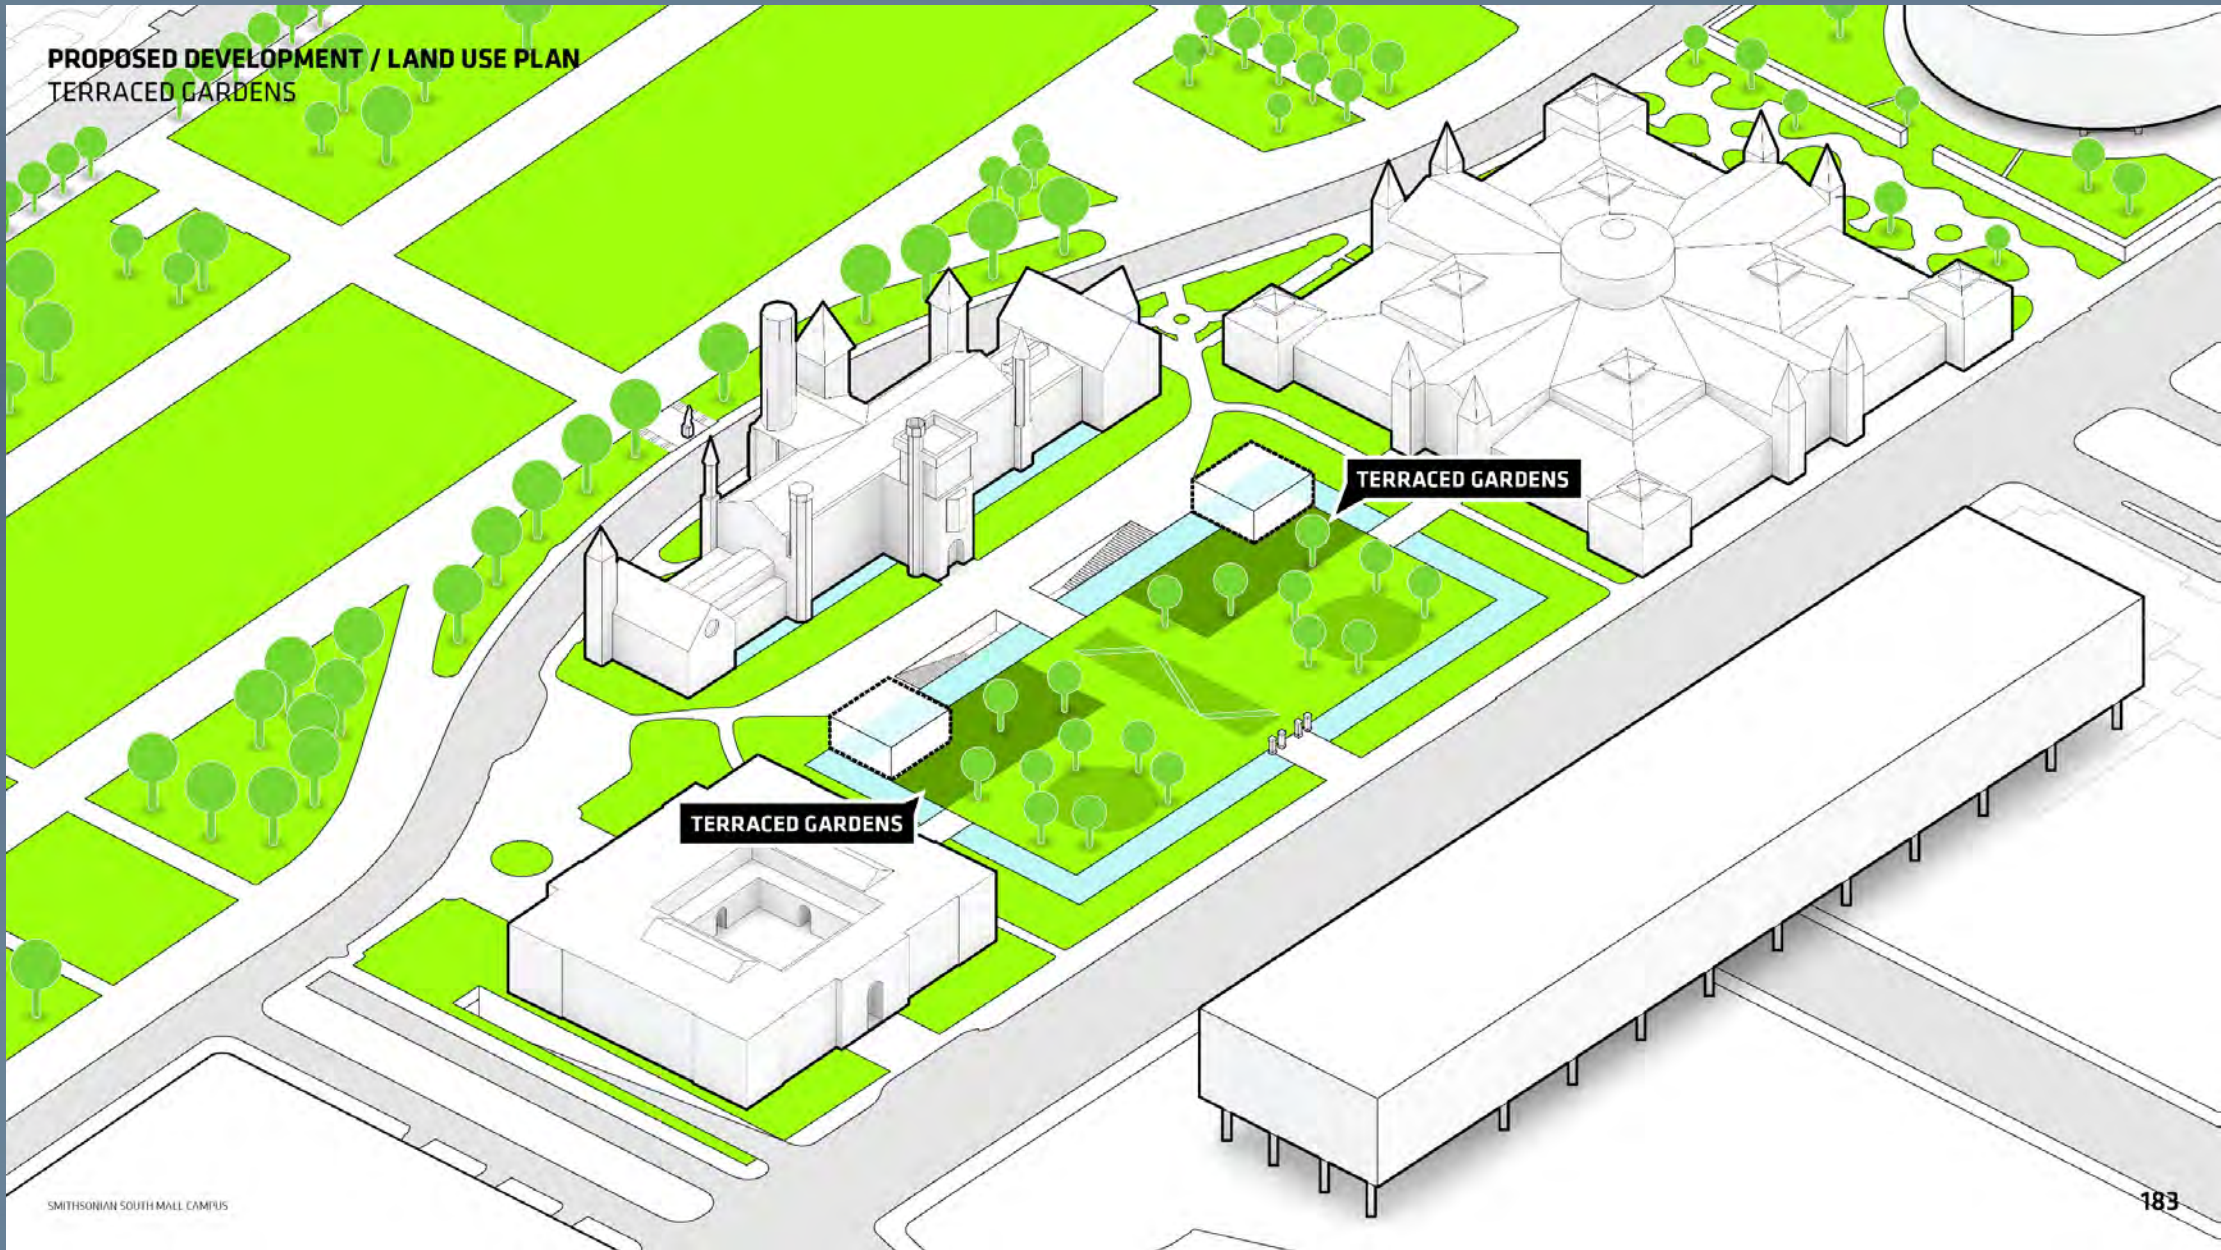 PROPOSED DEVELOPMENT / LAND USE PLAN
TERRACED GARDENS
TERRACED GARDENS
TERRACED GARDENS
SMITHSONIAN SOUTH MALL CAMPUS
183